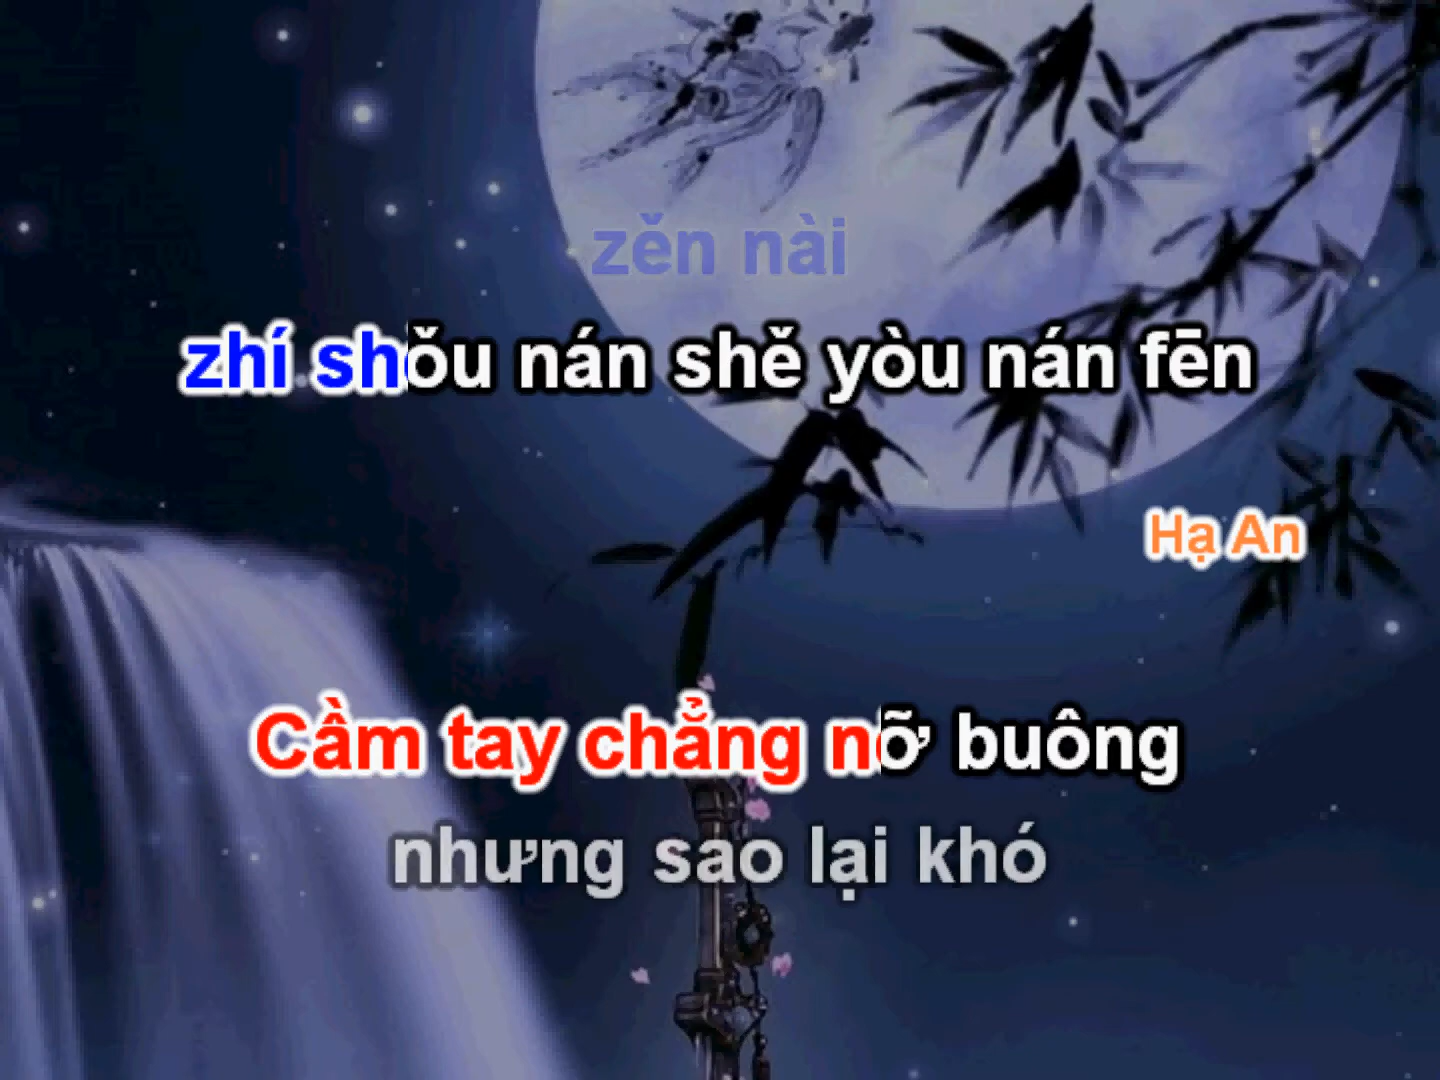 zěn nài
zhí shǒu nán shě yòu nán fēn
Hạ An
Cầm tay chẳng nỡ buông
nhưng sao lại khó